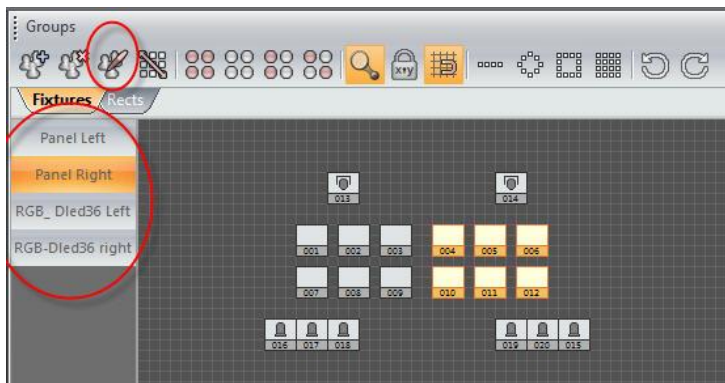 Groups
x+y
Fixtures Rects
Panel Left
Panel Right
RGB_ Dled36 Left
RGB-Dled36 right
013 014
001 002 003 004 005 006
007 008 009 010 011 012
016 017 018 019 020 015